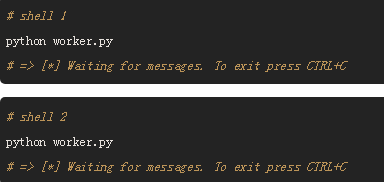 # shell 1
python worker.py
# => [*] Waiting for messages. To exit press CTRL+C
# shell 2
python worker.py
# => [*] Waiting for messages. To exit press CTRL+C